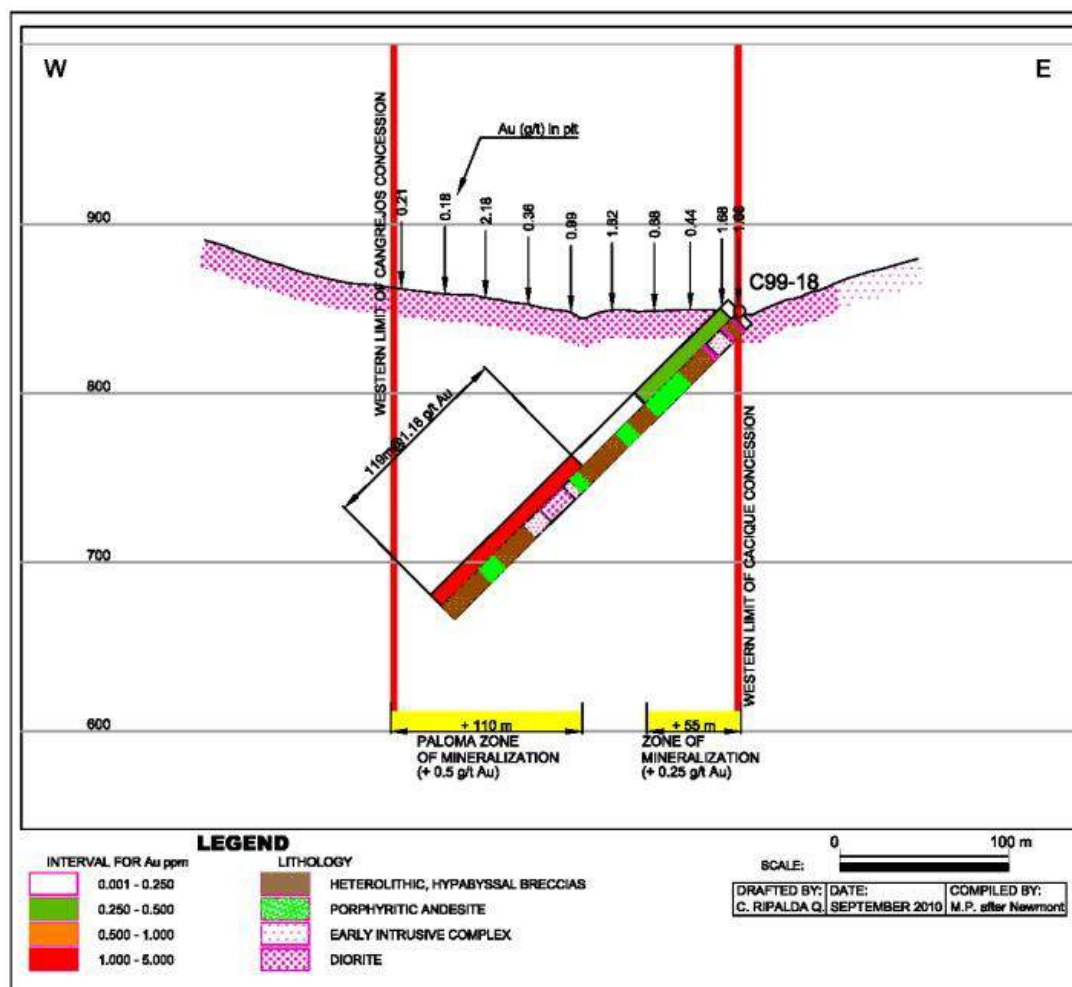 W
E
WESTERN LIMIT OF CANGREJOS CONCESSION
Au (g/t) in pit
0.21
0.18
2.18
0.36
0.99
1.82
0.88
0.44
1.68
1.66
C99-18
900
800
700
600
119m@1.18 g/t Au
WESTERN LIMIT OF CACIQUE CONCESSION
+ 110 m
+ 55 m
PALOMA ZONE
OF MINERALIZATION
(+ 0.5 g/t Au)
ZONE OF
MINERALIZATION
(+ 0.25 g/t Au)
LEGEND
INTERVAL FOR Au ppm
0.001 - 0.250
0.250 - 0.500
0.500 - 1.000
1.000 - 5.000
LITHOLOGY
HETEROLITHIC, HYPABYSSAL BRECCIAS
PORPHYRITIC ANDESITE
EARLY INTRUSIVE COMPLEX
DIORITE
0 100 m
SCALE:
DRAFTED BY: DATE: COMPILED BY:
C. RIPALDA Q. SEPTEMBER 2010 M.P. after Newmont